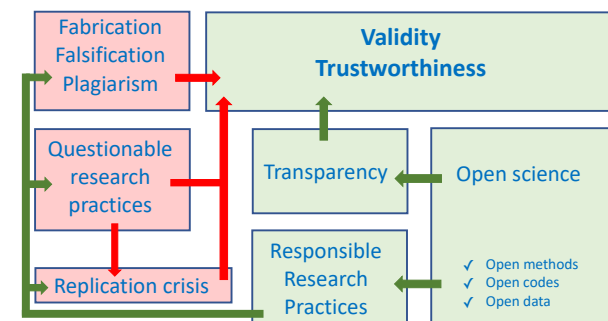 Fabrication
Falsification
Plagiarism
Validity
Trustworthiness
Questionable
research
practices
Transparency
Open science
Replication crisis
Responsible
Research
Practices
✓ Open methods
✓ Open codes
✓ Open data